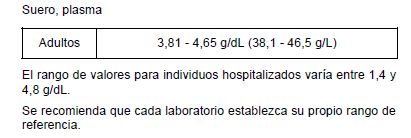 Suero, plasma
Adultos 3,81 - 4,65 g/dL (38,1 - 46,5 g/L)
El rango de valores para individuos hospitalizados varía entre 1,4 y
4,8 g/dL.
Se recomienda que cada laboratorio establezca su propio rango de
referencia.